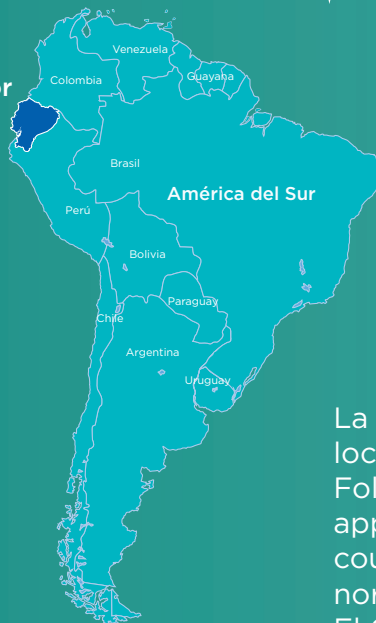 Venezuela
Guayana
Colombia
or
Brasil
América del Sur
Perú
Bolivia
Paraguay
Chile
Argentina
Uruguay
La
loc
Fol
app
cou
nor